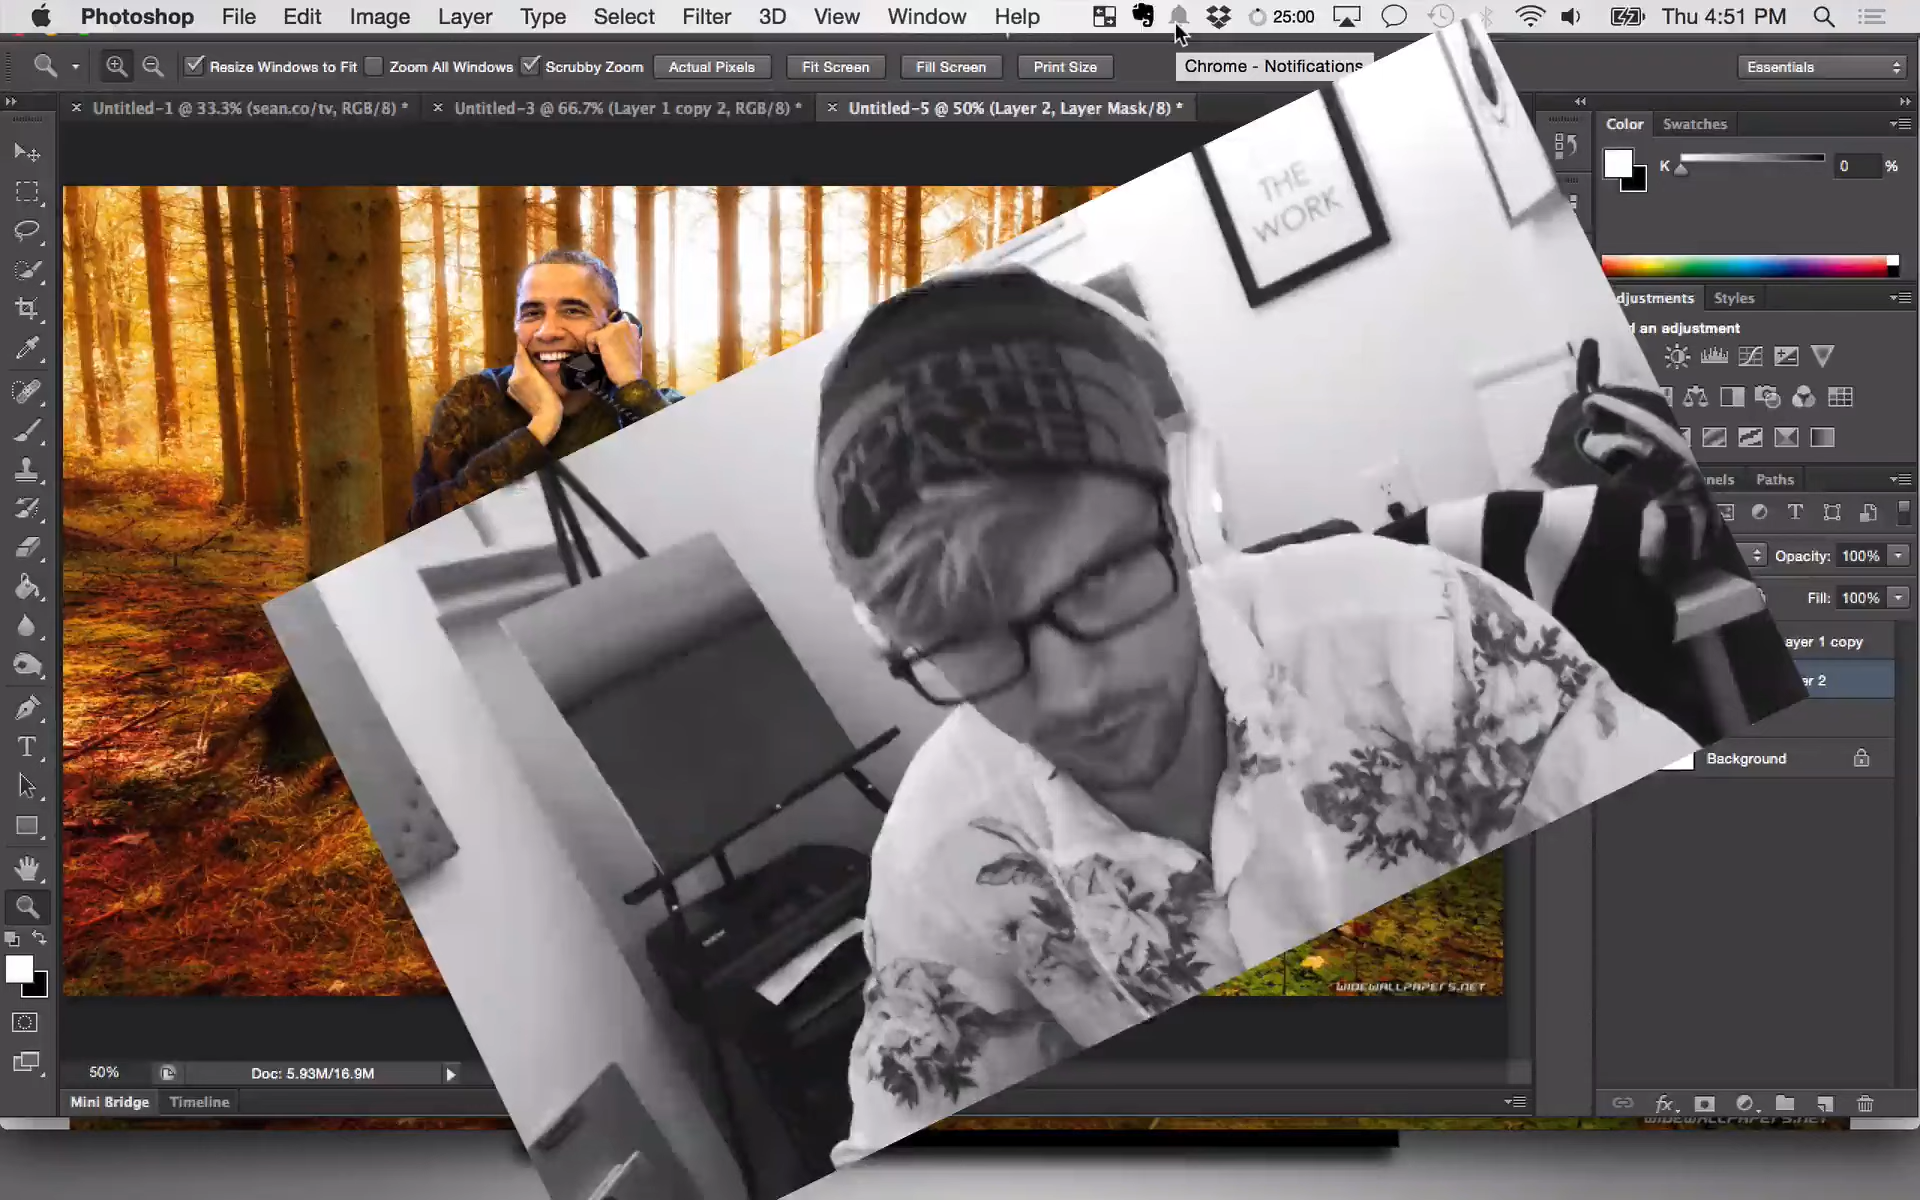 Photoshop File Edit Image Layer Type Select Filter 3D View Window Help 25:00 Thu 4:51 PM
Resize Windows to Fit Zoom All Windows Scrubby Zoom Actual Pixels Fit Screen Fill Screen Print Size Chrome - Notifications Essentials
Untitled-1 @ 33.3% (sean.co/tv, RGB/8) * Untitled-3 @ 66.7% (Layer 1 copy 2, RGB/8) * Untitled-5 @ 50% (Layer 2, Layer Mask/8) *
Color Swatches
K 0 %
THE
WORK
djustments Styles
d an adjustment
nels Paths
Opacity: 100%
Fill: 100%
ayer 1 copy
er 2
Background
WIDEWALLPAPERS.NET
50% Doc: 5.93M/16.9M
Mini Bridge Timeline
fx